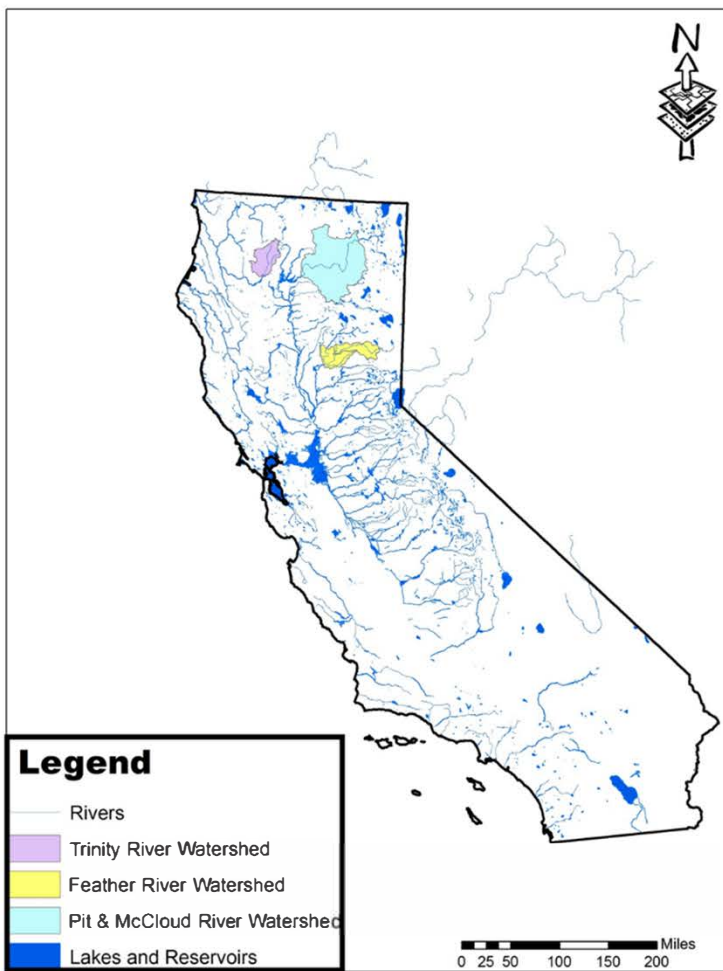 N
Legend
Rivers
Trinity River Watershed
Feather River Watershed
Pit & McCloud River Watershed
Lakes and Reservoirs
Miles
0 25 50 100 150 200